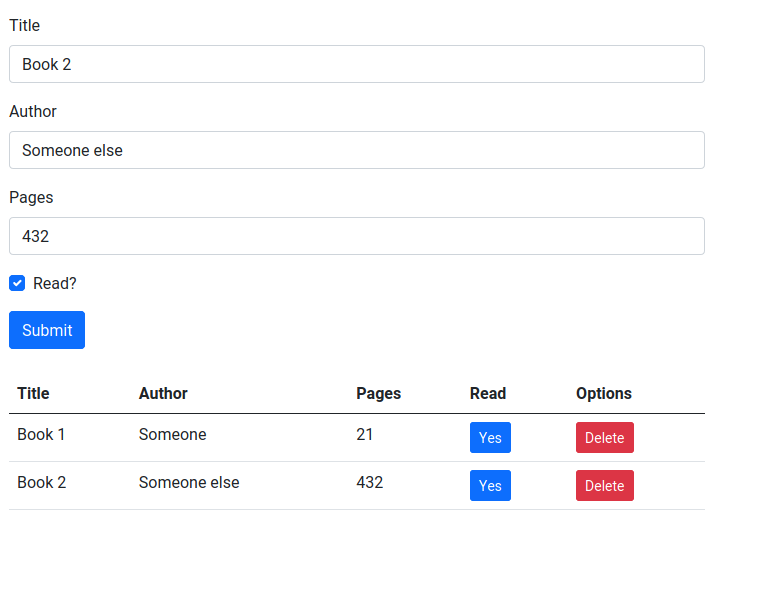 Title
Book 2
Author
Someone else
Pages
432
Read?
Submit
Title Author Pages Read Options
Book 1 Someone 21 Yes Delete
Book 2 Someone else 432 Yes Delete